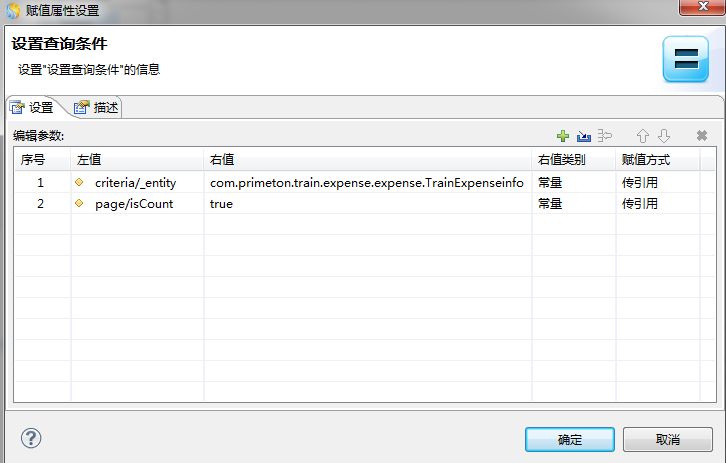 赋值属性设置
设置查询条件
设置"设置查询条件"的信息
设置 描述
编辑参数:
序号 左值 右值 右值类别 赋值方式
1 criteria/_entity com.primeton.train.expense.expense.TrainExpenseinfo 常量 传引用
2 page/isCount true 常量 传引用
确定 取消